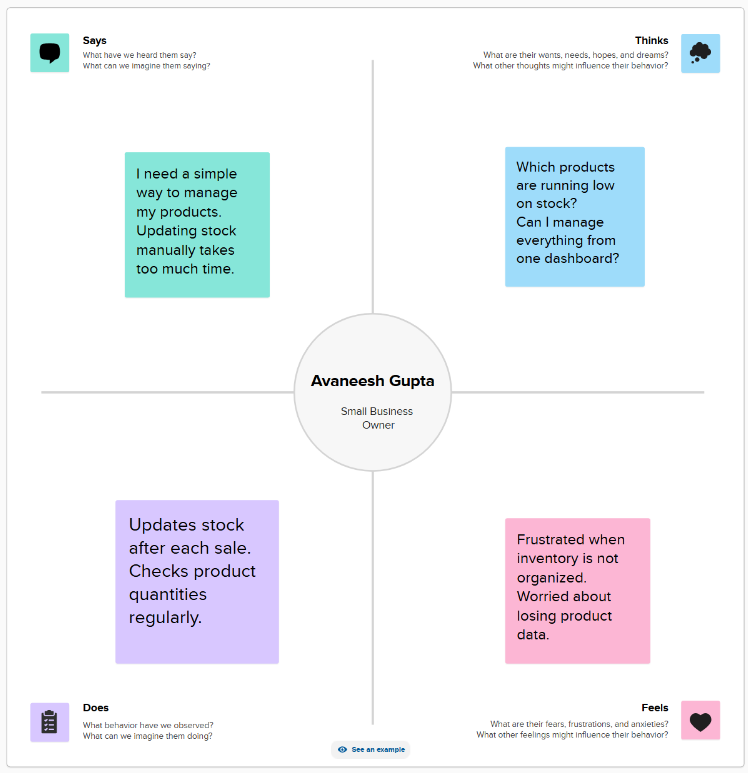 Says
What have we heard them say?
What can we imagine them saying?
Thinks
What are their wants, needs, hopes, and dreams?
What other thoughts might influence their behavior?
I need a simple
way to manage
my products.
Updating stock
manually takes
too much time.
Which products
are running low
on stock?
Can I manage
everything from
one dashboard?
Avaneesh Gupta
Small Business
Owner
Updates stock
after each sale.
Checks product
quantities
regularly.
Frustrated when
inventory is not
organized.
Worried about
losing product
data.
Does
What behavior have we observed?
What can we imagine them doing?
Feels
What are their fears, frustrations, and anxieties?
What other feelings might influence their behavior?
See an example